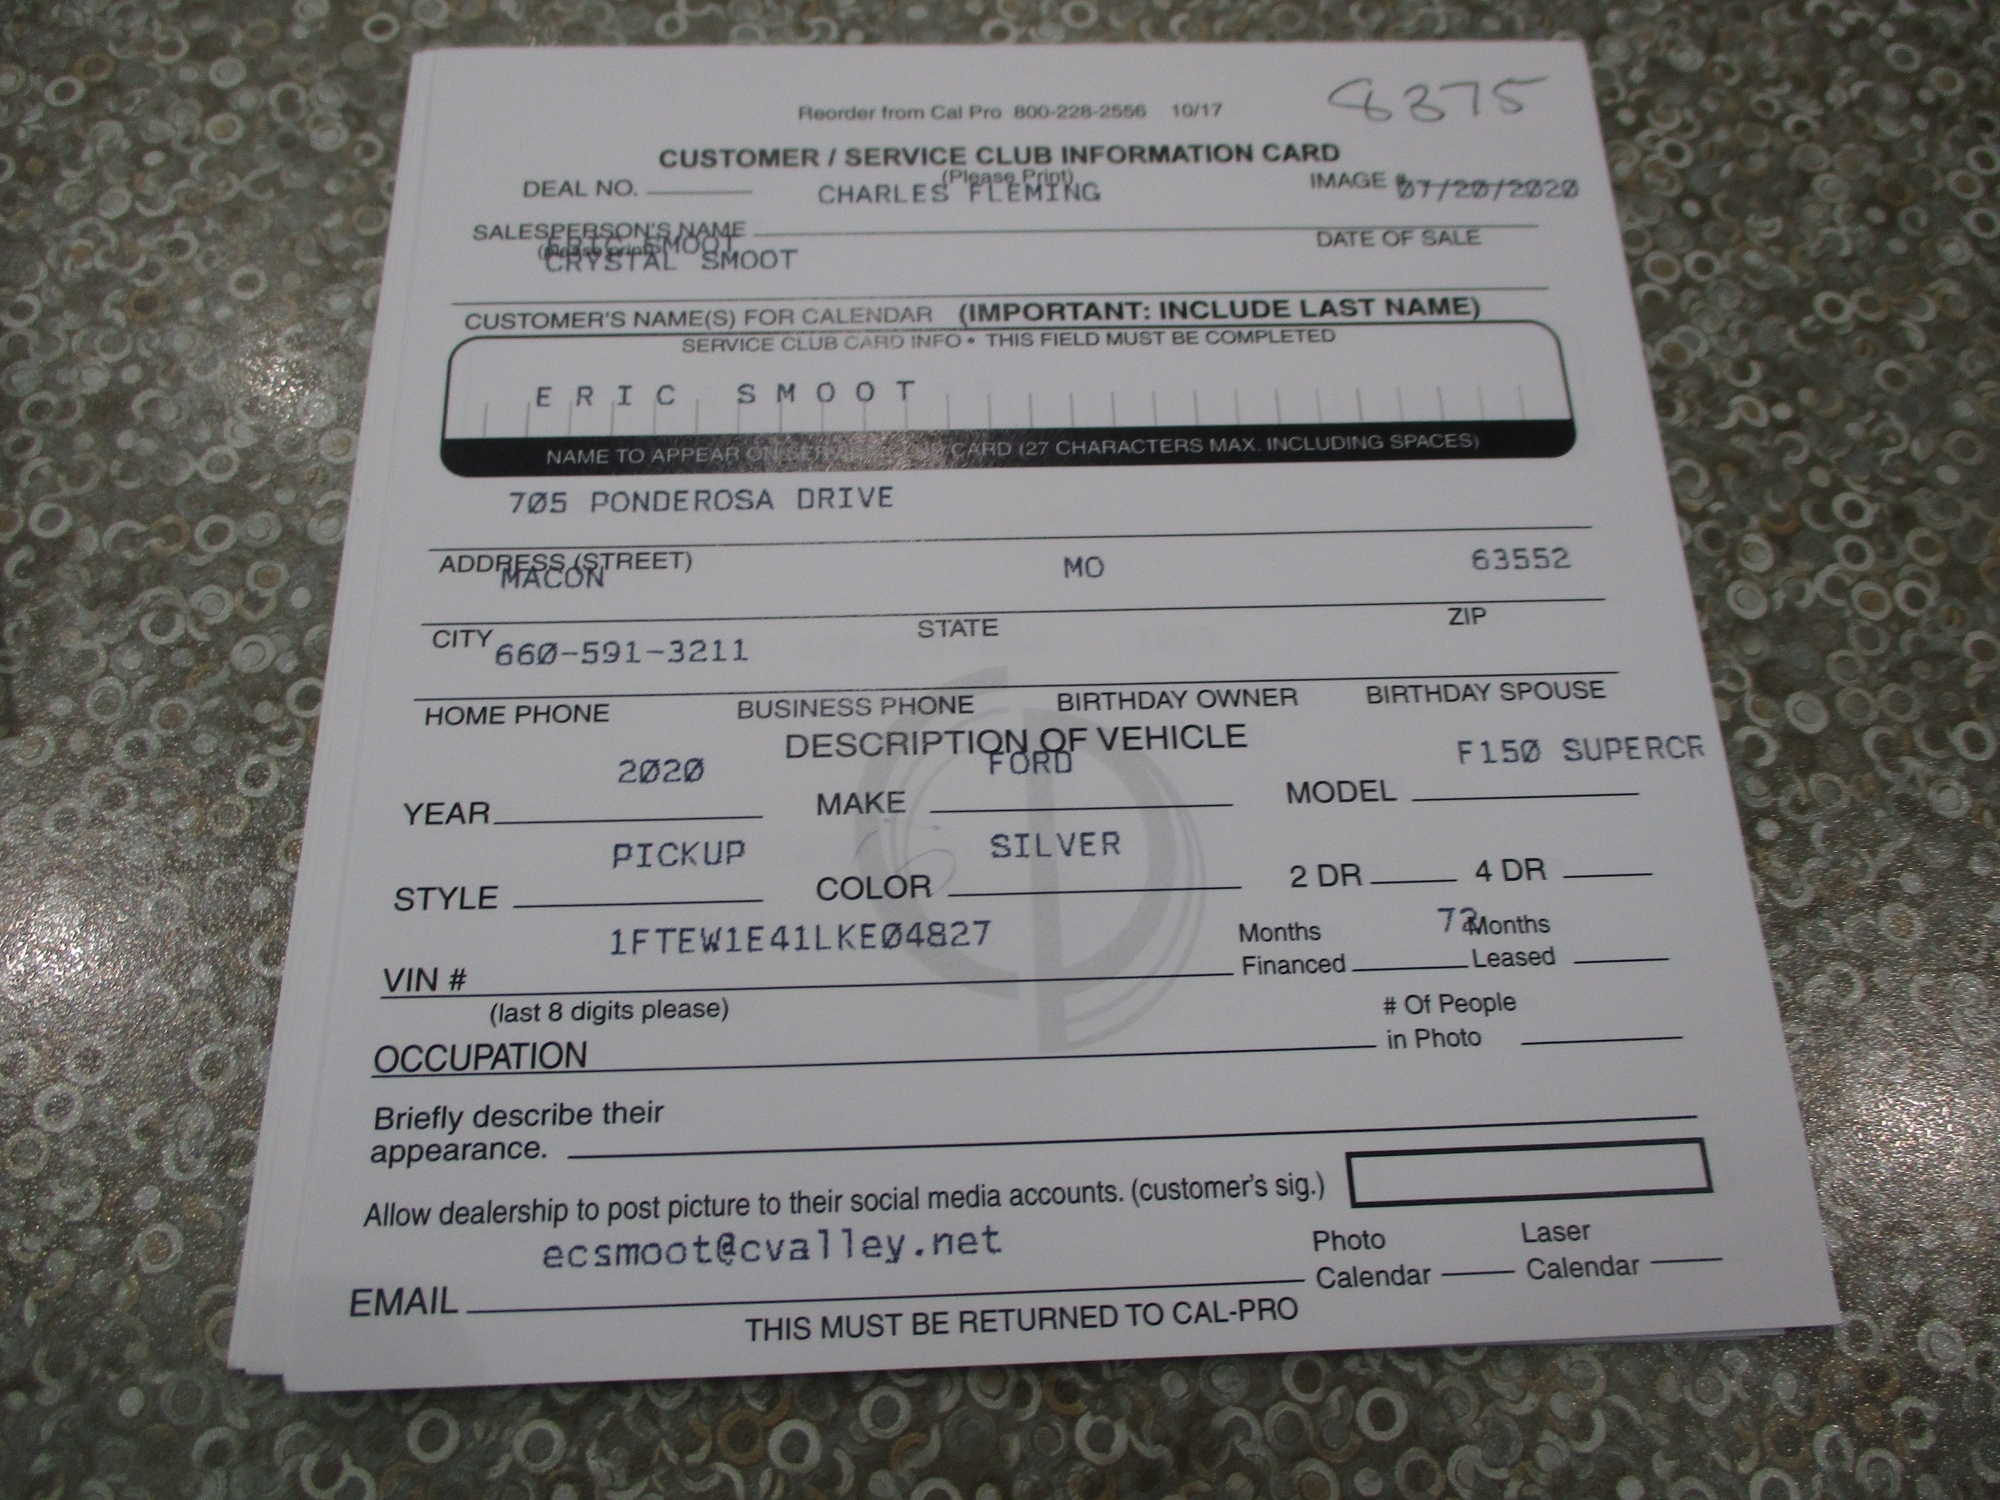 8375
Reorder from Cal Pro 800-228-2556 10/17
CUSTOMER / SERVICE CLUB INFORMATION CARD
(Please Print)
DEAL NO. CHARLES FLEMING IMAGE # 07/20/2020
SALESPERSON'S NAME DATE OF SALE
(Please print) ERIC SMOOT
CRYSTAL SMOOT
CUSTOMER'S NAME(S) FOR CALENDAR (IMPORTANT: INCLUDE LAST NAME)
SERVICE CLUB CARD INFO • THIS FIELD MUST BE COMPLETED
ERIC SMOOT
NAME TO APPEAR ON CARD (27 CHARACTERS MAX. INCLUDING SPACES)
705 PONDEROSA DRIVE
ADDRESS (STREET)
MACON MO 63552
CITY STATE ZIP
660-591-3211
HOME PHONE BUSINESS PHONE BIRTHDAY OWNER BIRTHDAY SPOUSE
DESCRIPTION OF VEHICLE
2020 FORD F150 SUPERCR
YEAR MAKE MODEL
PICKUP SILVER
STYLE COLOR 2 DR 4 DR
1FTEW1E41LKE04827 Months 72 Months
VIN # Financed Leased
(last 8 digits please) # Of People
OCCUPATION in Photo
Briefly describe their
appearance.
Allow dealership to post picture to their social media accounts. (customer's sig.)
ecsmoot@cvalley.net Photo Laser
EMAIL Calendar Calendar
THIS MUST BE RETURNED TO CAL-PRO